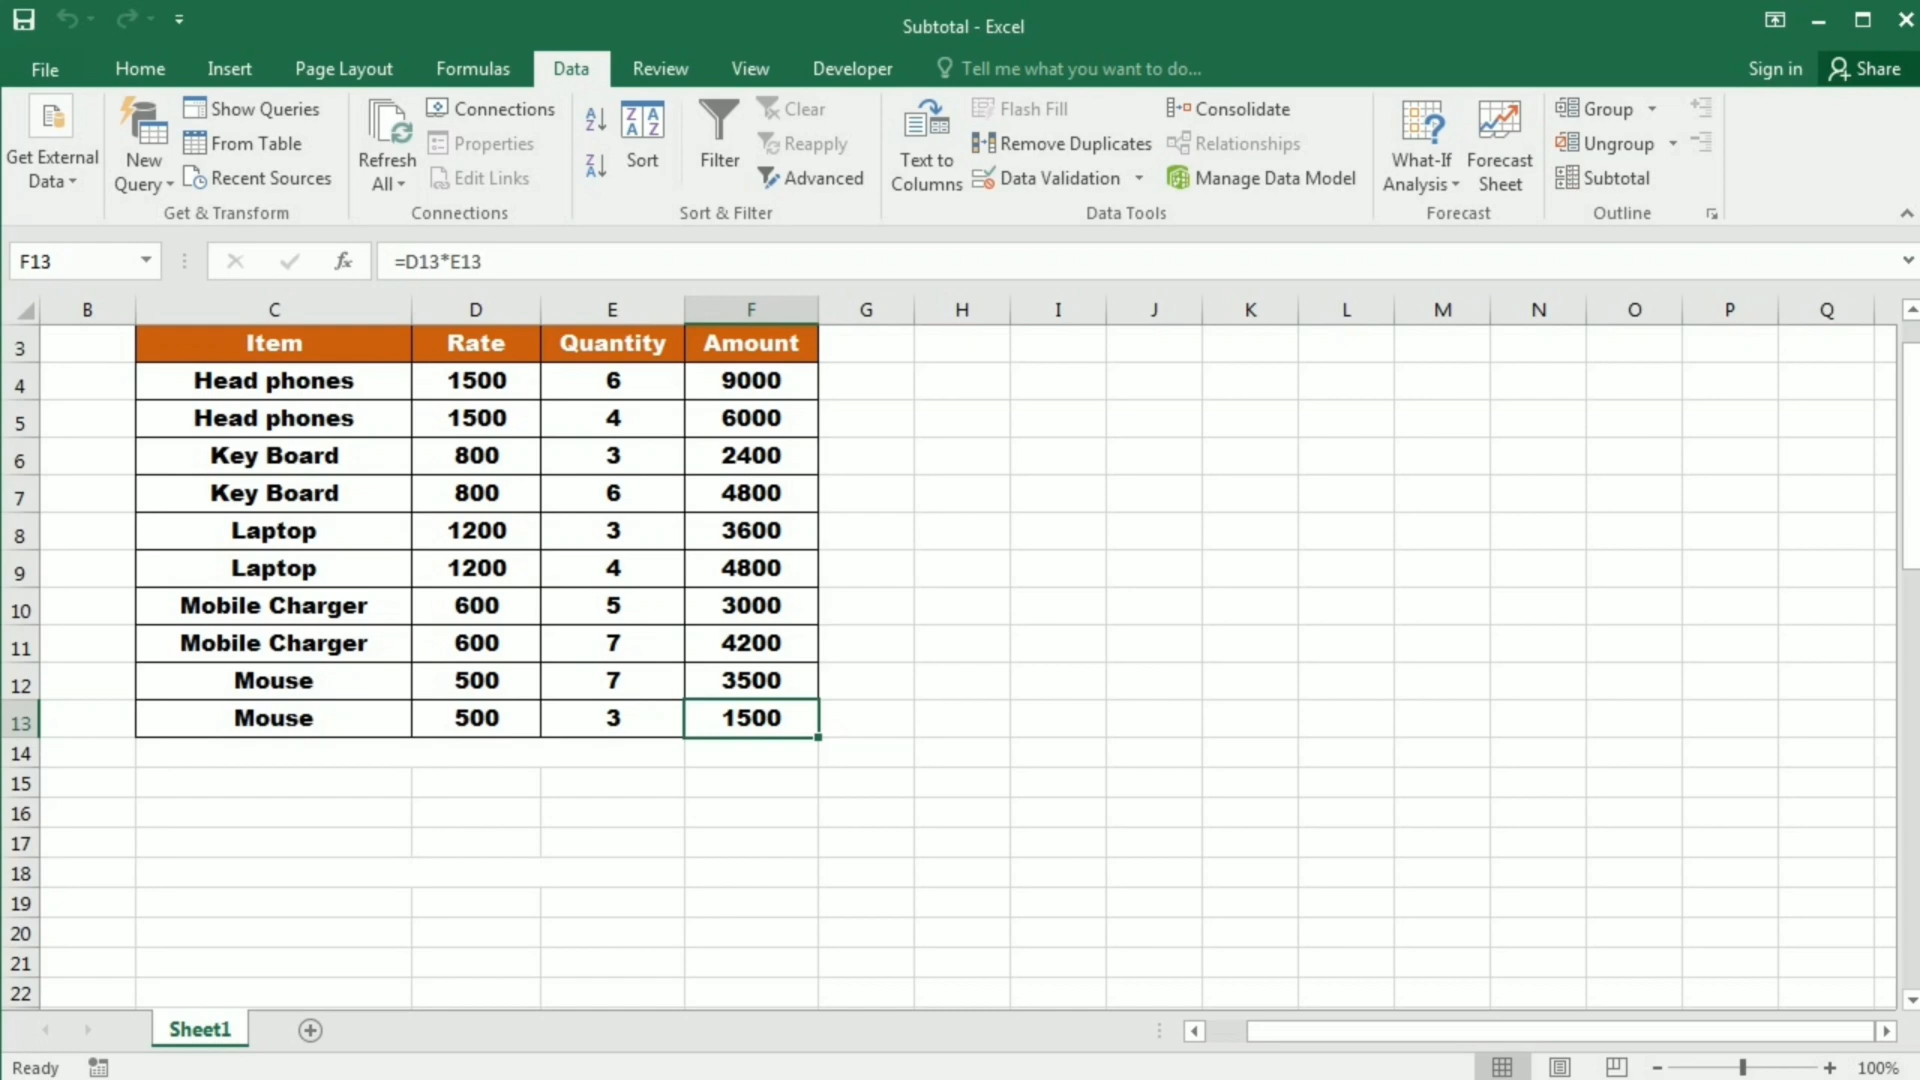 Subtotal - Excel
File Home Insert Page Layout Formulas Data Review View Developer Tell me what you want to do... Sign in Share
Get External Data
New Query
Show Queries
From Table
Recent Sources
Get & Transform
Refresh All
Connections
Properties
Edit Links
Connections
Sort
Filter
Clear
Reapply
Advanced
Sort & Filter
Text to Columns
Flash Fill
Remove Duplicates
Data Validation
Consolidate
Relationships
Manage Data Model
Data Tools
What-If Analysis
Forecast Sheet
Forecast
Group
Ungroup
Subtotal
Outline
F13 fx =D13*E13
B C D E F G H I J K L M N O P Q
3 Item Rate Quantity Amount
4 Head phones 1500 6 9000
5 Head phones 1500 4 6000
6 Key Board 800 3 2400
7 Key Board 800 6 4800
8 Laptop 1200 3 3600
9 Laptop 1200 4 4800
10 Mobile Charger 600 5 3000
11 Mobile Charger 600 7 4200
12 Mouse 500 7 3500
13 Mouse 500 3 1500
14
15
16
17
18
19
20
21
22
Sheet1
Ready 100%